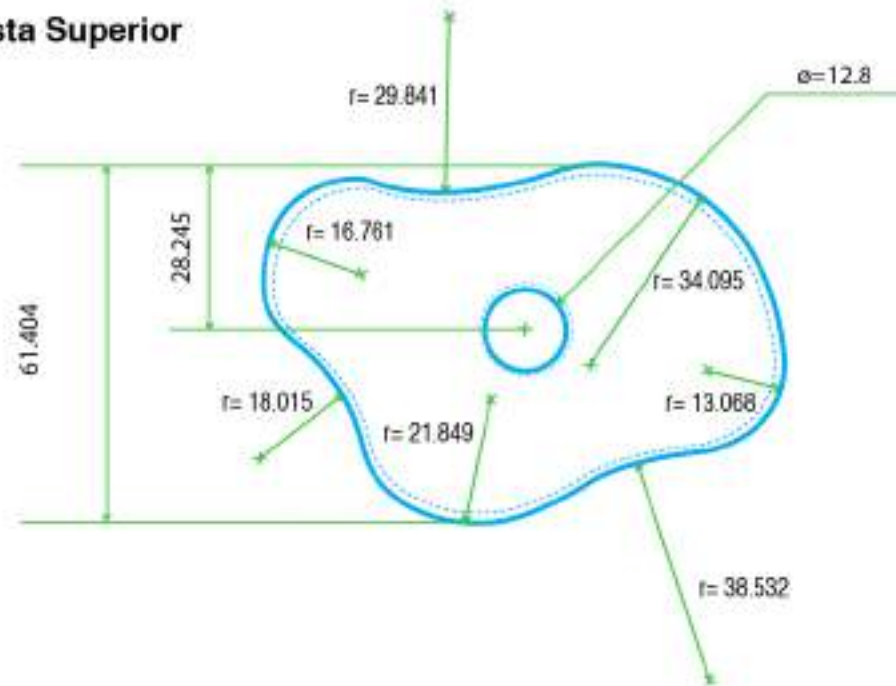 sta Superior
ø=12.8
r= 29.841
r= 16.761
28.245
r= 34.095
61.404
r= 18.015
r= 13.068
r= 21.849
r= 38.532